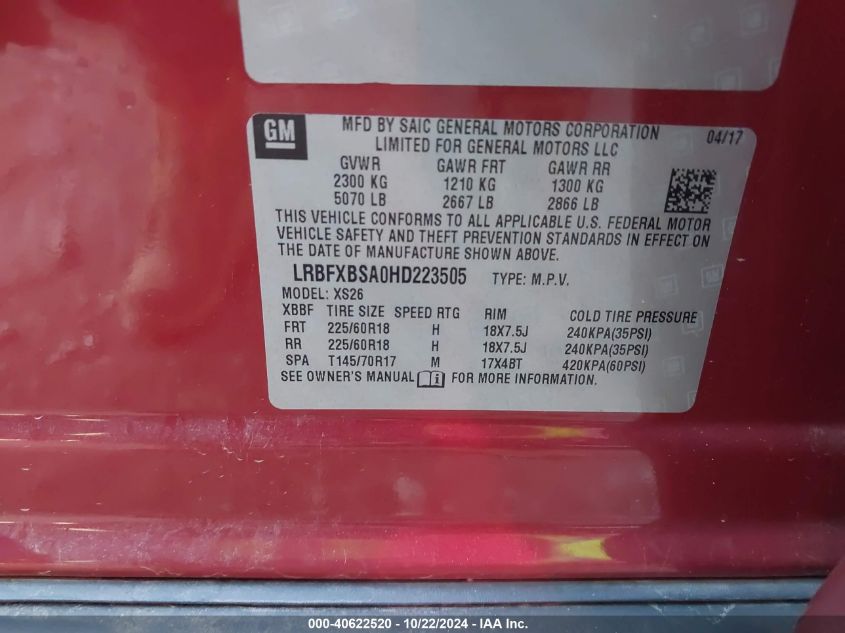 GM
MFD BY SAIC GENERAL MOTORS CORPORATION 04/17
LIMITED FOR GENERAL MOTORS LLC
GVWR GAWR FRT GAWR RR
2300 KG 1210 KG 1300 KG
5070 LB 2667 LB 2866 LB
THIS VEHICLE CONFORMS TO ALL APPLICABLE U.S. FEDERAL MOTOR
VEHICLE SAFETY AND THEFT PREVENTION STANDARDS IN EFFECT ON
THE DATE OF MANUFACTURE SHOWN ABOVE.
LRBFXBSA0HD223505 TYPE: M.P.V.
MODEL: XS26
XBBF TIRE SIZE SPEED RTG RIM COLD TIRE PRESSURE
FRT 225/60R18 H 18X7.5J 240KPA(35PSI)
RR 225/60R18 H 18X7.5J 240KPA(35PSI)
SPA T145/70R17 M 17X4BT 420KPA(60PSI)
SEE OWNER'S MANUAL i FOR MORE INFORMATION.
000-40622520 - 10/22/2024 - IAA Inc.